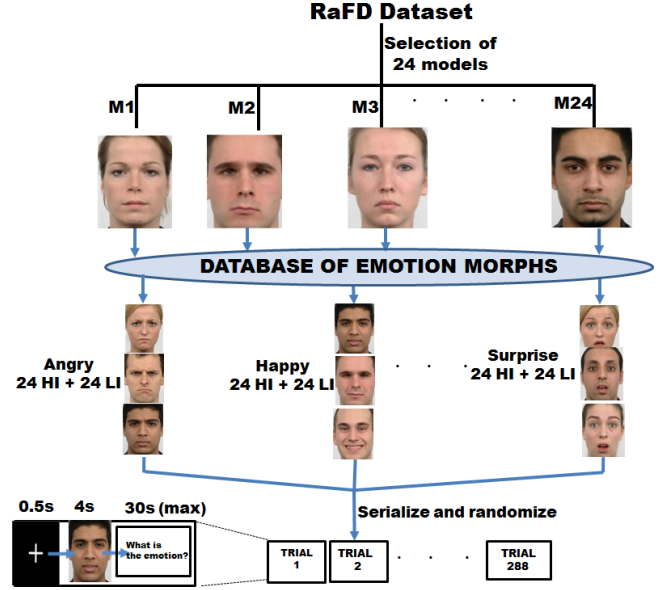 RaFD Dataset
Selection of
24 models
M1
M2
M3
. . . .
M24
DATABASE OF EMOTION MORPHS
Angry
24 HI + 24 LI
Happy
24 HI + 24 LI
. . .
Surprise
24 HI + 24 LI
0.5s
4s
30s (max)
Serialize and randomize
What is
the emotion?
TRIAL
1
TRIAL
2
. . .
TRIAL
288